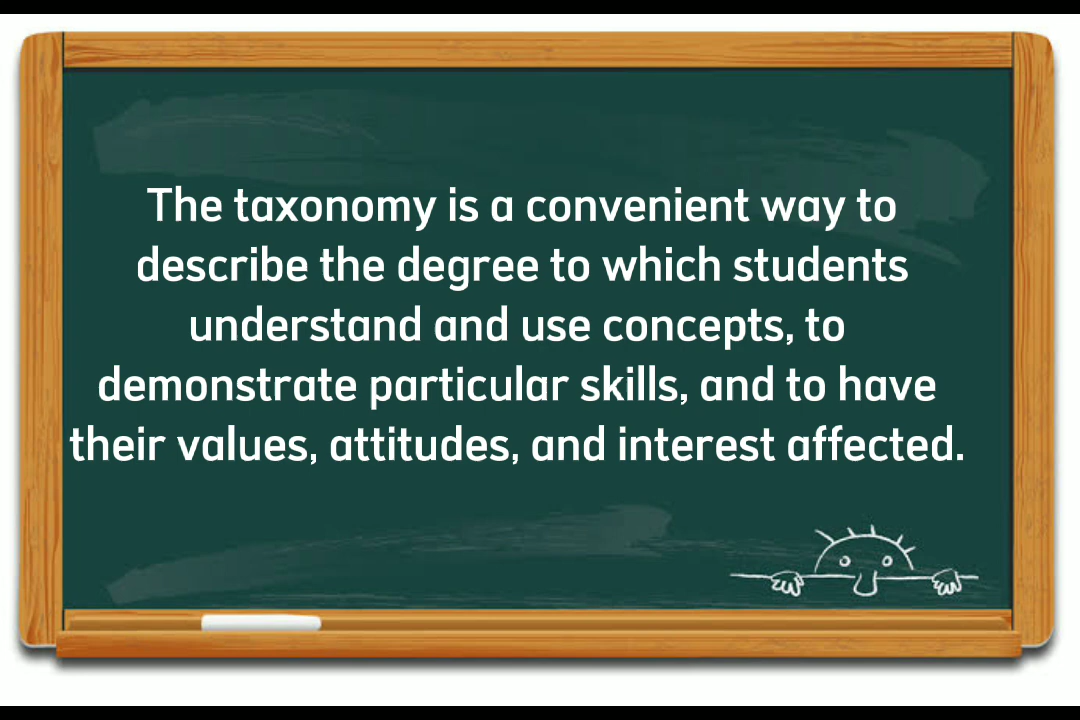 The taxonomy is a convenient way to
describe the degree to which students
understand and use concepts, to
demonstrate particular skills, and to have
their values, attitudes, and interest affected.